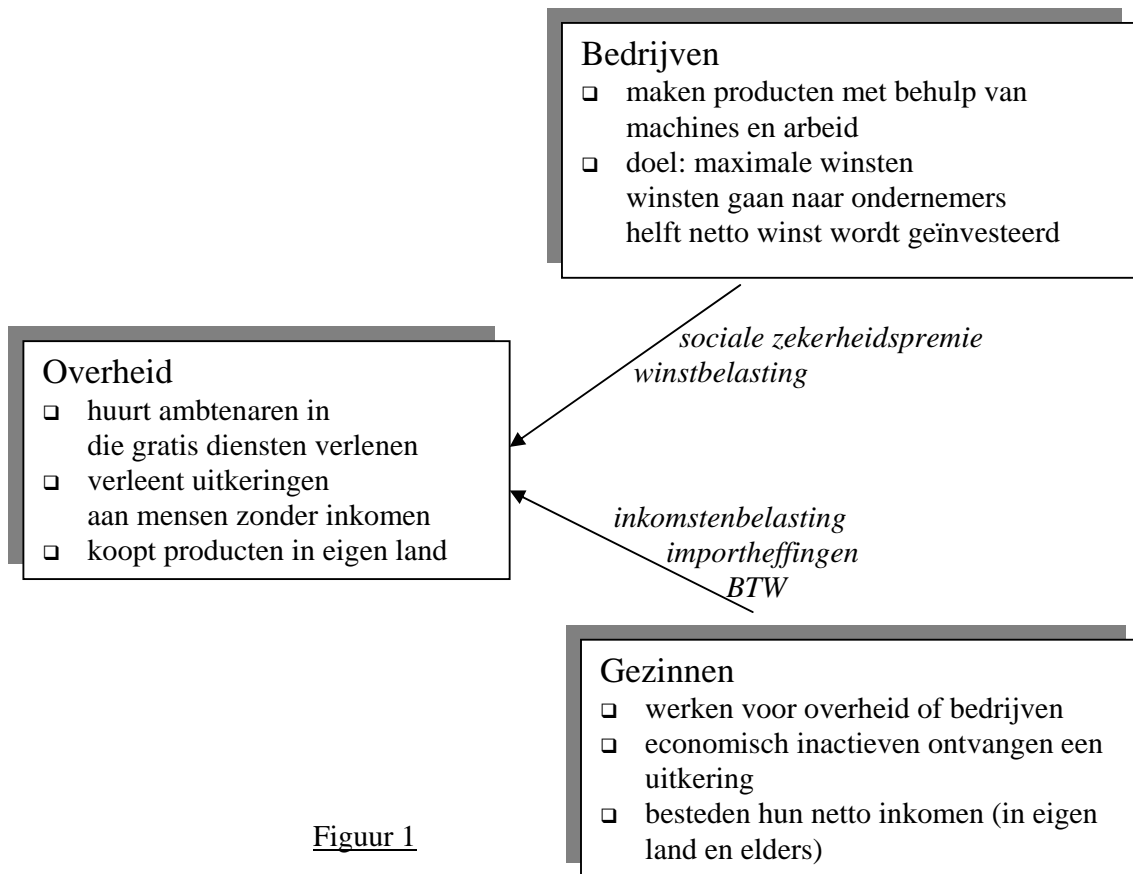 Bedrijven
❑ maken producten met behulp van
machines en arbeid
❑ doel: maximale winsten
winsten gaan naar ondernemers
helft netto winst wordt geïnvesteerd
sociale zekerheidspremie
winstbelasting
Overheid
❑ huurt ambtenaren in
die gratis diensten verlenen
❑ verleent uitkeringen
aan mensen zonder inkomen
❑ koopt producten in eigen land
inkomstenbelasting
importheffingen
BTW
Gezinnen
❑ werken voor overheid of bedrijven
❑ economisch inactieven ontvangen een
uitkering
❑ besteden hun netto inkomen (in eigen
land en elders)
Figuur 1